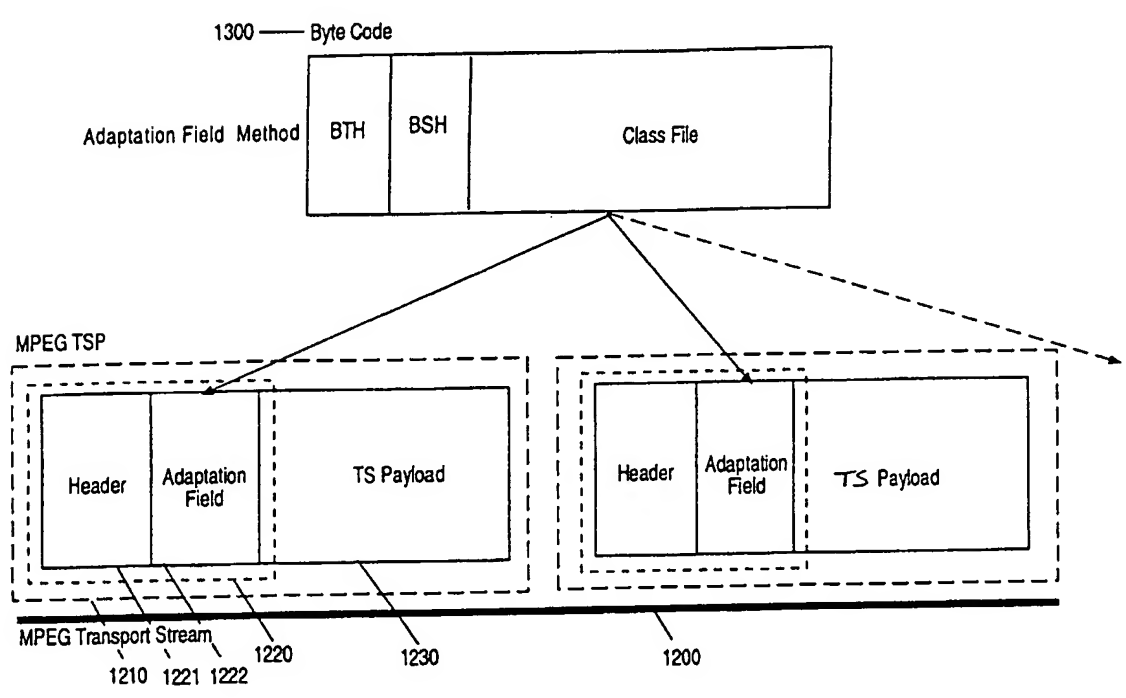 1300 Byte Code
Adaptation Field Method
BTH
BSH
Class File
MPEG TSP
Header
Adaptation
Field
TS Payload
Header
Adaptation
Field
TS Payload
MPEG Transport Stream
1210
1221
1222
1220
1230
1200